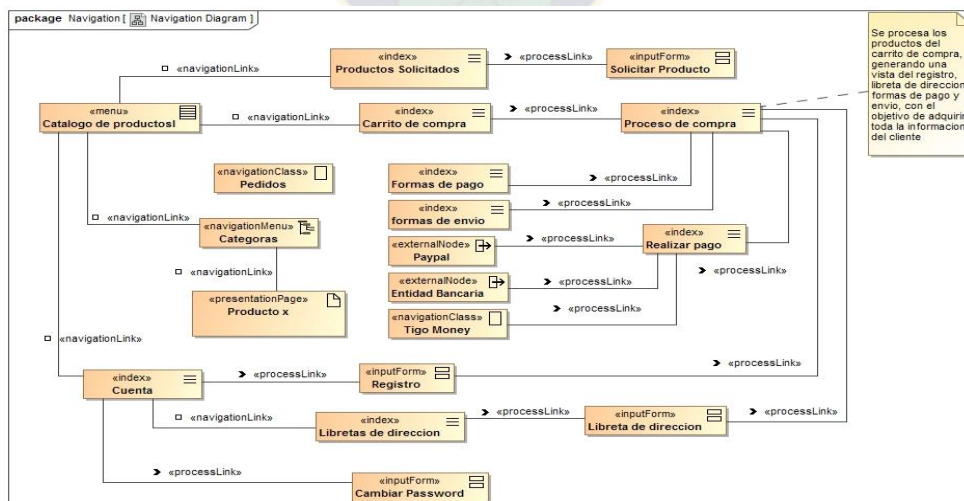 package Navigation [ Navigation Diagram ]
Se procesa los
productos del
carrito de compra,
generando una
vista del registro,
libreta de direccion,
formas de pago y
envio, con el
objetivo de adquirir
toda la informacion
del cliente
«index»
Productos Solicitados
«processLink»
«inputForm»
Solicitar Producto
«navigationLink»
«menu»
Catalogo de productosl
«navigationLink»
«index»
Carrito de compra
«processLink»
«index»
Proceso de compra
«navigationClass»
Pedidos
«index»
Formas de pago
«processLink»
«index»
formas de envio
«processLink»
«navigationLink»
«navigationMenu»
Categoras
«externalNode»
Paypal
«processLink»
«index»
Realizar pago
«navigationLink»
«externalNode»
Entidad Bancaria
«processLink»
«processLink»
«presentationPage»
Producto x
«navigationClass»
Tigo Money
«processLink»
«navigationLink»
«index»
Cuenta
«processLink»
«inputForm»
Registro
«processLink»
«navigationLink»
«index»
Libretas de direccion
«processLink»
«inputForm»
Libreta de direccion
«processLink»
«processLink»
«inputForm»
Cambiar Password